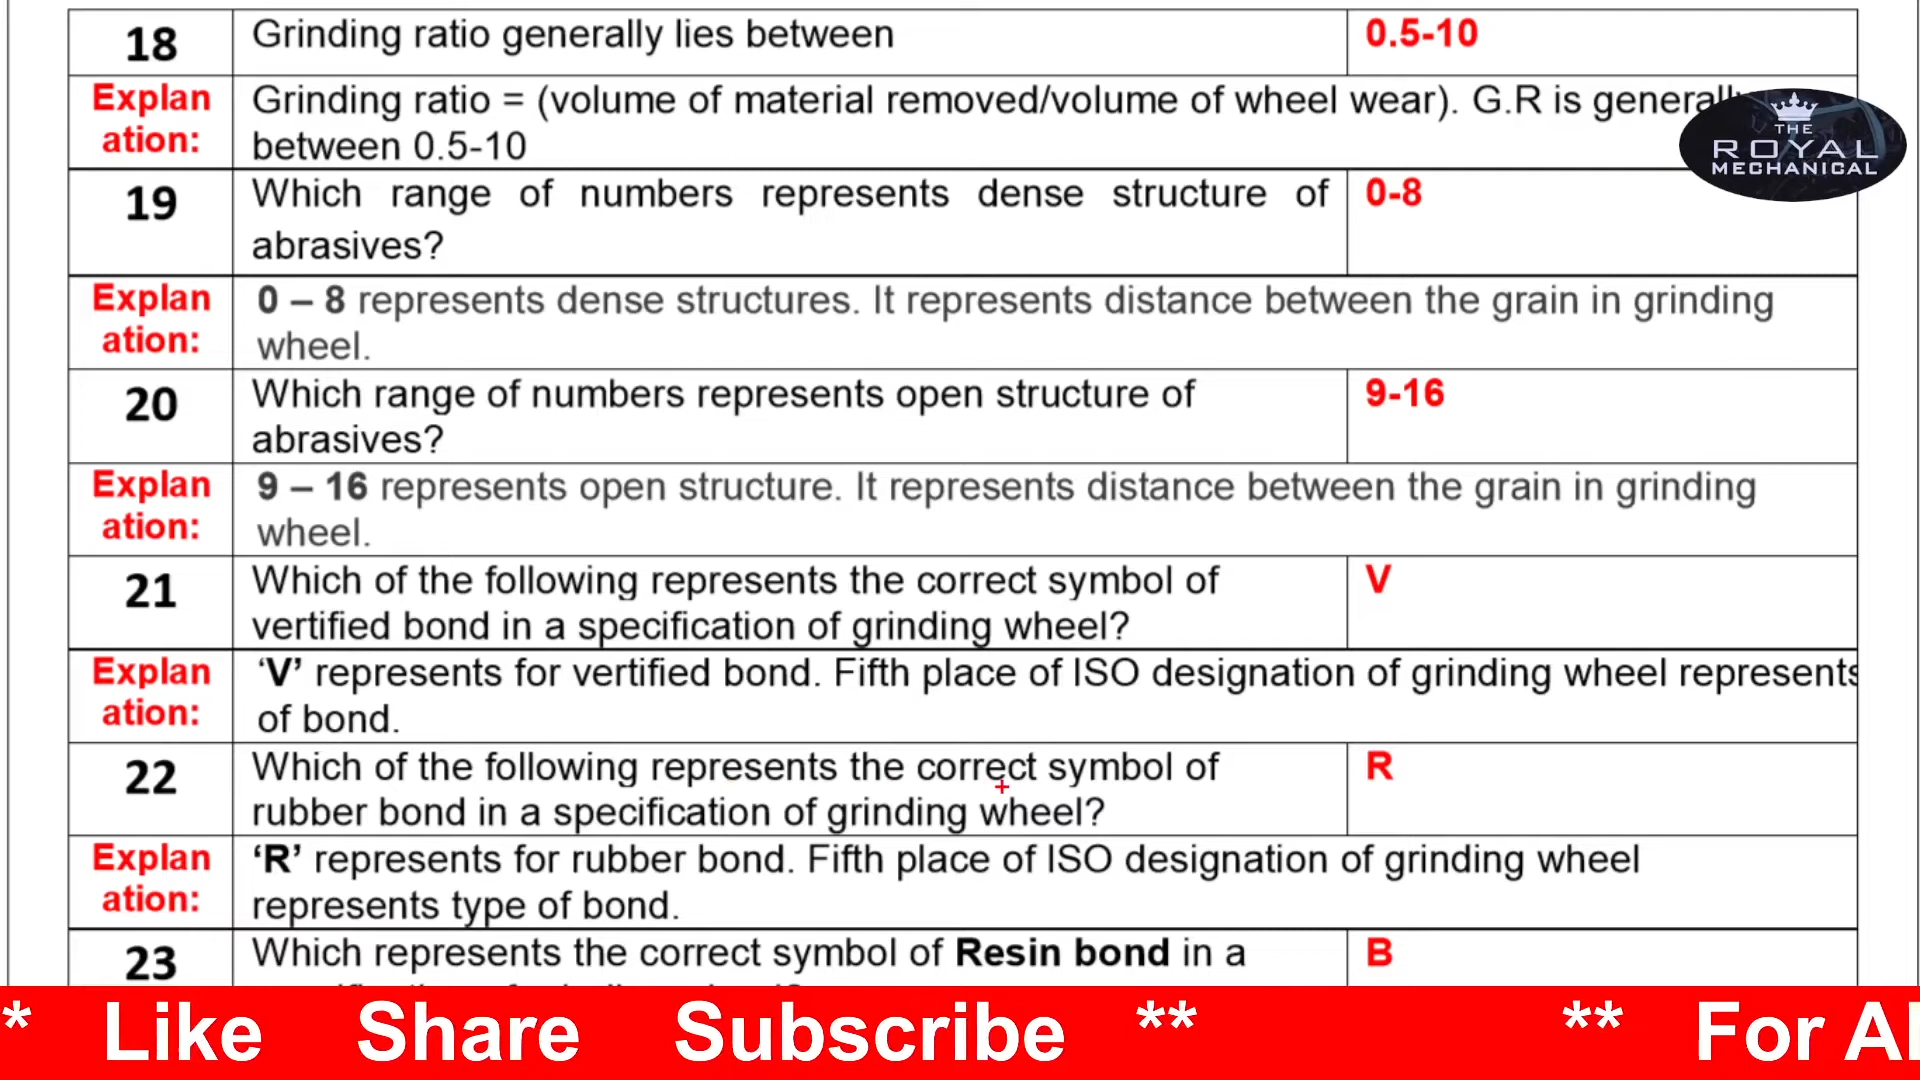 18 Grinding ratio generally lies between 0.5-10
Explan Grinding ratio = (volume of material removed/volume of wheel wear). G.R is generally
ation: between 0.5-10
THE
ROYAL
MECHANICAL
19 Which range of numbers represents dense structure of 0-8
abrasives?
Explan 0 – 8 represents dense structures. It represents distance between the grain in grinding
ation: wheel.
20 Which range of numbers represents open structure of 9-16
abrasives?
Explan 9 – 16 represents open structure. It represents distance between the grain in grinding
ation: wheel.
21 Which of the following represents the correct symbol of V
vertified bond in a specification of grinding wheel?
Explan ‘V’ represents for vertified bond. Fifth place of ISO designation of grinding wheel represents
ation: of bond.
22 Which of the following represents the correct symbol of R
rubber bond in a specification of grinding wheel?
Explan ‘R’ represents for rubber bond. Fifth place of ISO designation of grinding wheel
ation: represents type of bond.
23 Which represents the correct symbol of Resin bond in a B
* Like Share Subscribe ** ** For